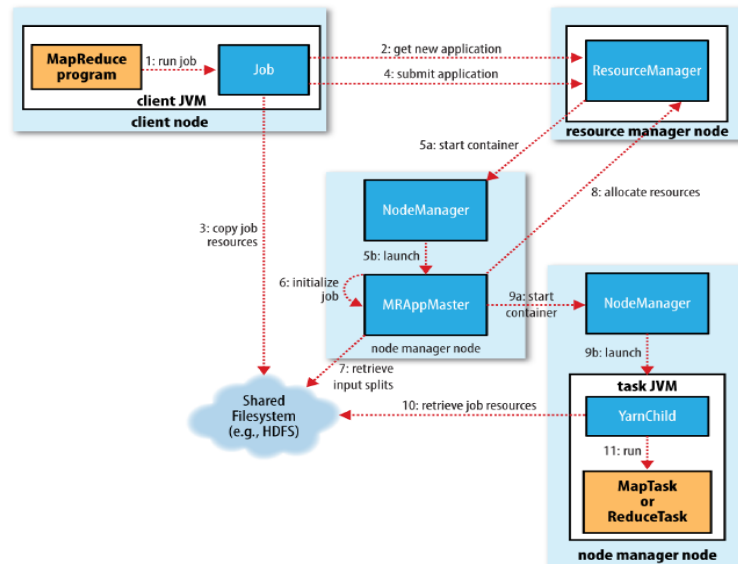 MapReduce
program
1: run job
Job
client JVM
client node
2: get new application
4: submit application
ResourceManager
resource manager node
5a: start container
8: allocate resources
3: copy job
resources
NodeManager
5b: launch
6: initialize
job
MRAppMaster
9a: start
container
node manager node
7: retrieve
input splits
NodeManager
9b: launch
task JVM
Shared
Filesystem
(e.g., HDFS)
10: retrieve job resources
YarnChild
11: run
MapTask
or
ReduceTask
node manager node